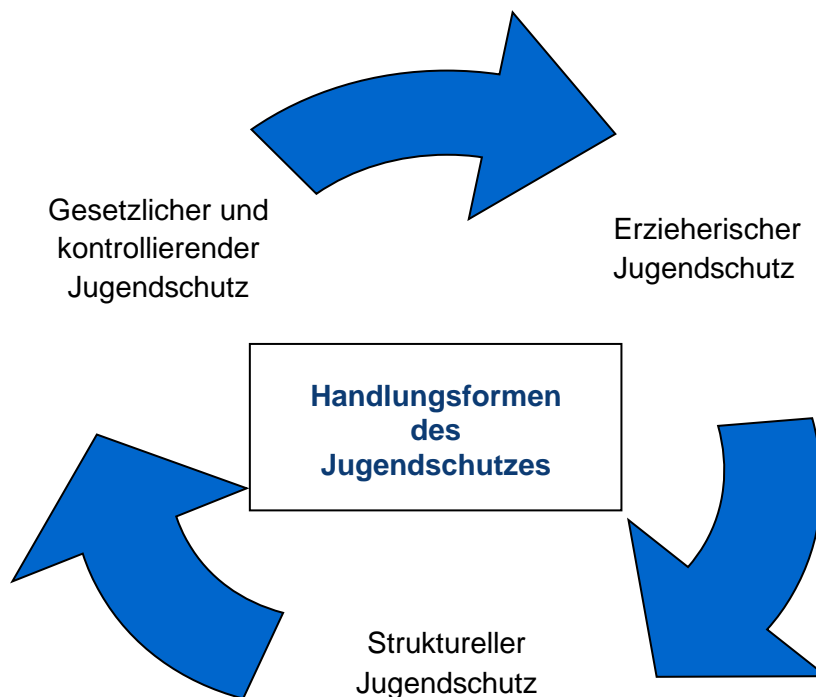 Gesetzlicher und
kontrollierender
Jugendschutz
Erzieherischer
Jugendschutz
Handlungsformen
des
Jugendschutzes
Struktureller
Jugendschutz